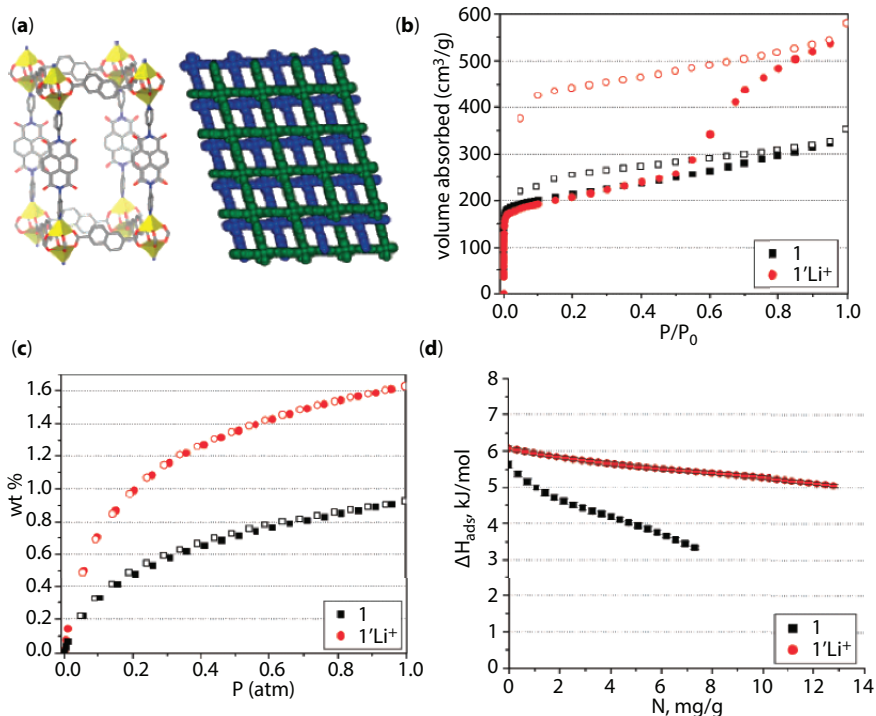 (a)
(b)
600
500
400
300
200
100
0
0.0 0.2 0.4 0.6 0.8 1.0
volume absorbed (cm³/g)
P/P₀
1
1'Li⁺
(c)
1.6
1.4
1.2
1.0
0.8
0.6
0.4
0.2
0.0
0.0 0.2 0.4 0.6 0.8 1.0
wt %
P (atm)
1
1'Li⁺
(d)
8
7
6
5
4
3
2
1
0
0 2 4 6 8 10 12 14
ΔHads, kJ/mol
N, mg/g
1
1'Li⁺